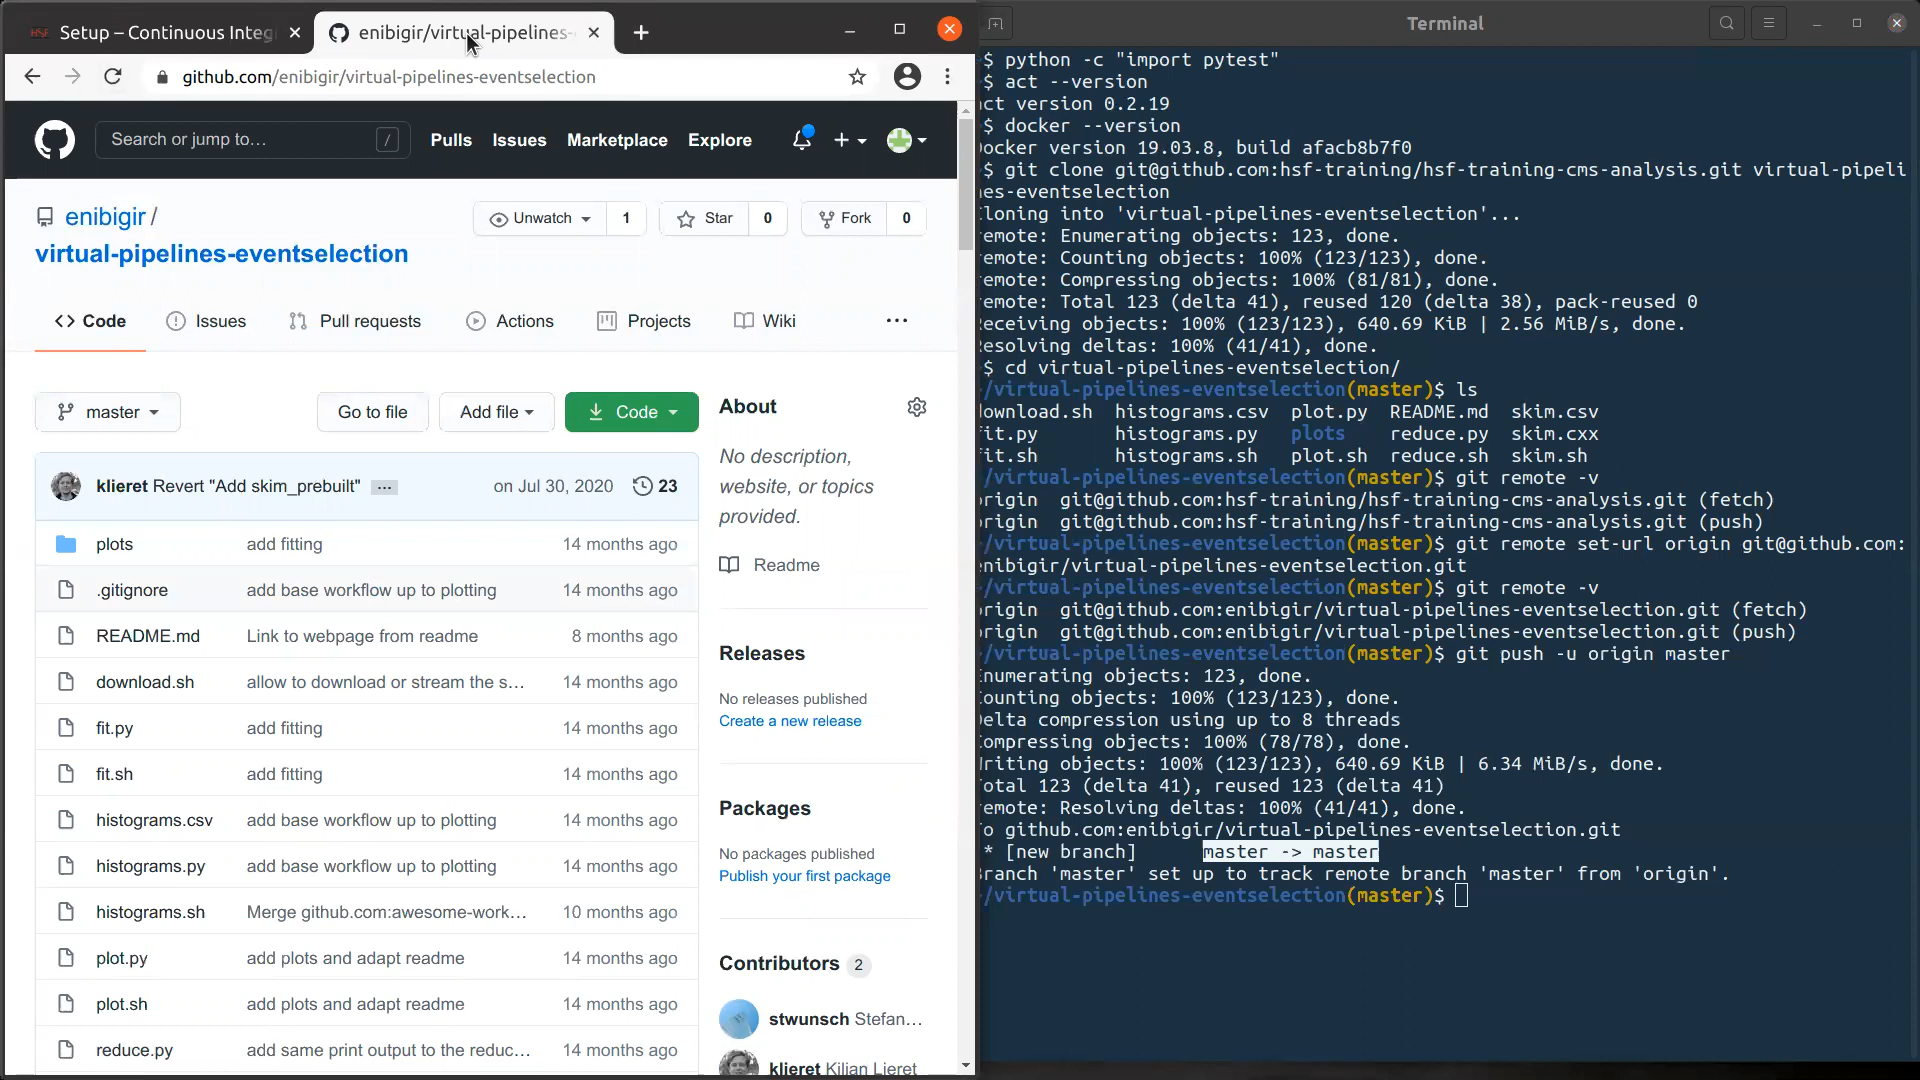 HSF Setup – Continuous Integ
enibigir/virtual-pipelines-
github.com/enibigir/virtual-pipelines-eventselection
Search or jump to…
/
Pulls
Issues
Marketplace
Explore
enibigir /
virtual-pipelines-eventselection
Unwatch
1
Star
0
Fork
0
<> Code
Issues
Pull requests
Actions
Projects
Wiki
master
Go to file
Add file
Code
klieret Revert "Add skim_prebuilt"
on Jul 30, 2020
23
plots add fitting 14 months ago
.gitignore add base workflow up to plotting 14 months ago
README.md Link to webpage from readme 8 months ago
download.sh allow to download or stream the s... 14 months ago
fit.py add fitting 14 months ago
fit.sh add fitting 14 months ago
histograms.csv add base workflow up to plotting 14 months ago
histograms.py add base workflow up to plotting 14 months ago
histograms.sh Merge github.com:awesome-work... 10 months ago
plot.py add plots and adapt readme 14 months ago
plot.sh add plots and adapt readme 14 months ago
reduce.py add same print output to the reduc... 14 months ago
About
No description,
website, or topics
provided.
Readme
Releases
No releases published
Create a new release
Packages
No packages published
Publish your first package
Contributors 2
stwunsch Stefan...
klieret Kilian Lieret
Terminal
$ python -c "import pytest"
$ act --version
ct version 0.2.19
$ docker --version
ocker version 19.03.8, build afacb8b7f0
$ git clone git@github.com:hsf-training/hsf-training-cms-analysis.git virtual-pipeli
nes-eventselection
loning into 'virtual-pipelines-eventselection'...
emote: Enumerating objects: 123, done.
emote: Counting objects: 100% (123/123), done.
emote: Compressing objects: 100% (81/81), done.
emote: Total 123 (delta 41), reused 120 (delta 38), pack-reused 0
eceiving objects: 100% (123/123), 640.69 KiB | 2.56 MiB/s, done.
esolving deltas: 100% (41/41), done.
$ cd virtual-pipelines-eventselection/
/virtual-pipelines-eventselection(master)$ ls
ownload.sh histograms.csv plot.py README.md skim.csv
it.py histograms.py plots reduce.py skim.cxx
it.sh histograms.sh plot.sh reduce.sh skim.sh
/virtual-pipelines-eventselection(master)$ git remote -v
origin git@github.com:hsf-training/hsf-training-cms-analysis.git (fetch)
origin git@github.com:hsf-training/hsf-training-cms-analysis.git (push)
/virtual-pipelines-eventselection(master)$ git remote set-url origin git@github.com:
enibigir/virtual-pipelines-eventselection.git
/virtual-pipelines-eventselection(master)$ git remote -v
origin git@github.com:enibigir/virtual-pipelines-eventselection.git (fetch)
origin git@github.com:enibigir/virtual-pipelines-eventselection.git (push)
/virtual-pipelines-eventselection(master)$ git push -u origin master
numerating objects: 123, done.
ounting objects: 100% (123/123), done.
elta compression using up to 8 threads
ompressing objects: 100% (78/78), done.
riting objects: 100% (123/123), 640.69 KiB | 6.34 MiB/s, done.
otal 123 (delta 41), reused 123 (delta 41)
emote: Resolving deltas: 100% (41/41), done.
o github.com:enibigir/virtual-pipelines-eventselection.git
* [new branch] master -> master
ranch 'master' set up to track remote branch 'master' from 'origin'.
/virtual-pipelines-eventselection(master)$